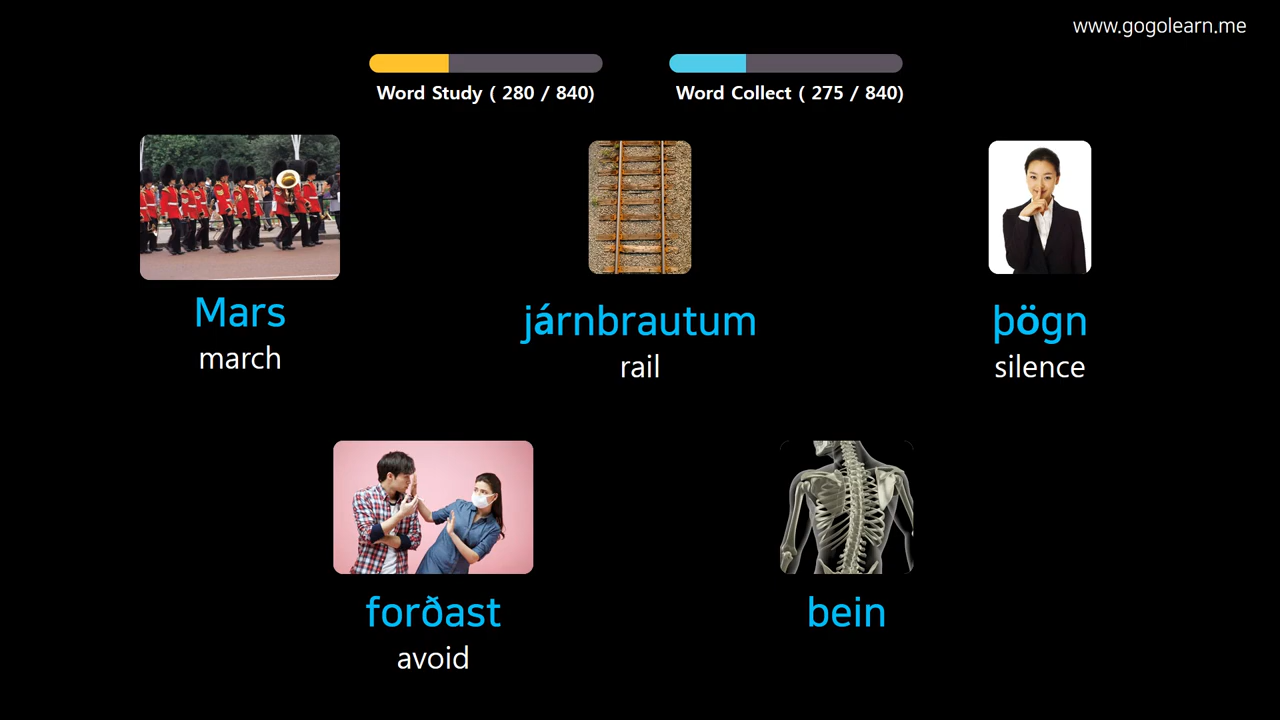 www.gogolearn.me
Word Study ( 280 / 840)
Word Collect ( 275 / 840)
Mars
march
járnbrautum
rail
þögn
silence
forðast
avoid
bein